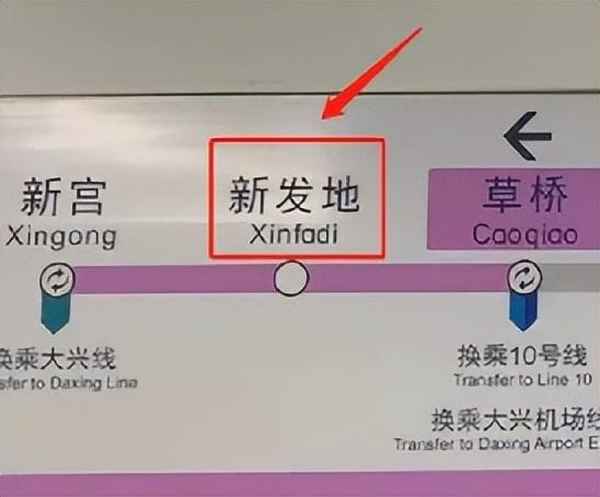 新宫
Xingong
新发地
Xinfadi
草桥
Caoqiao
换乘大兴线
sfer to Daxing Line
换乘10号线
Transfer to Line 10
换乘大兴机场线
Transfer to Daxing Airport E